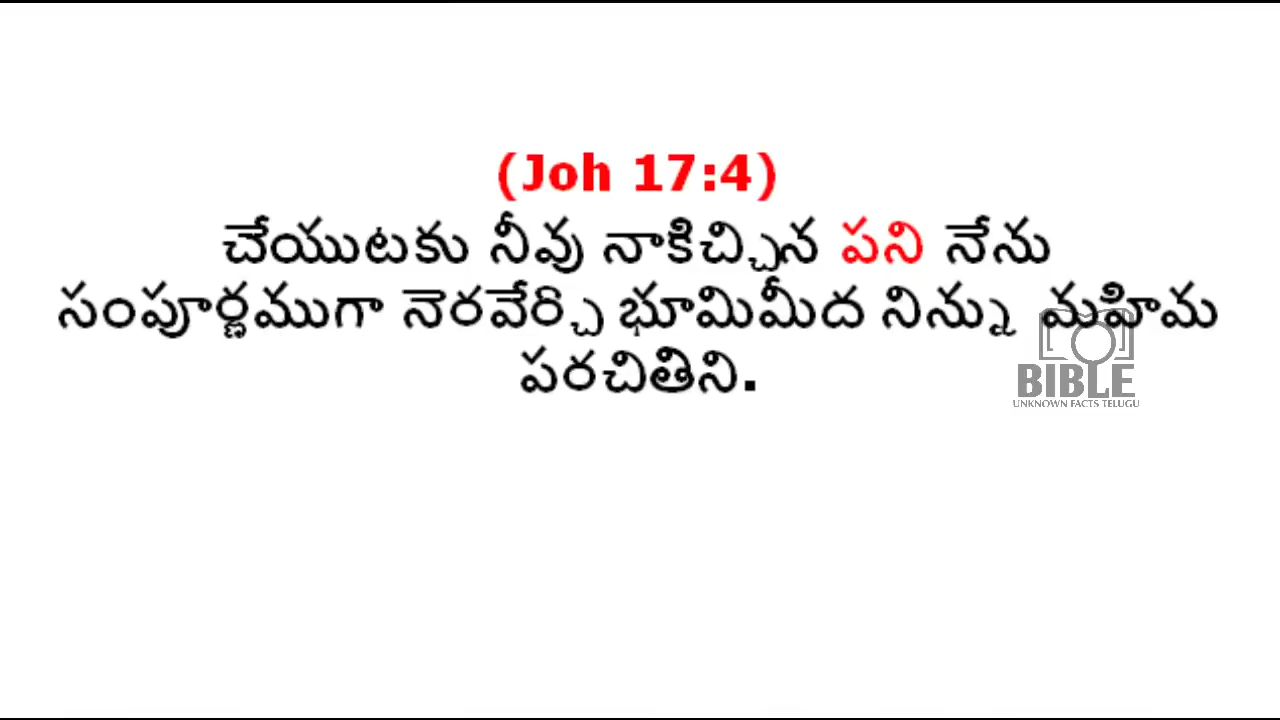 (Joh 17:4)
చేయుటకు నీవు నాకిచ్చిన పని నేను
సంపూర్ణముగా నెరవేర్చి భూమిమీద నిన్ను మహిమ
పరచితిని.
BIBLE
UNKNOWN FACTS TELUGU